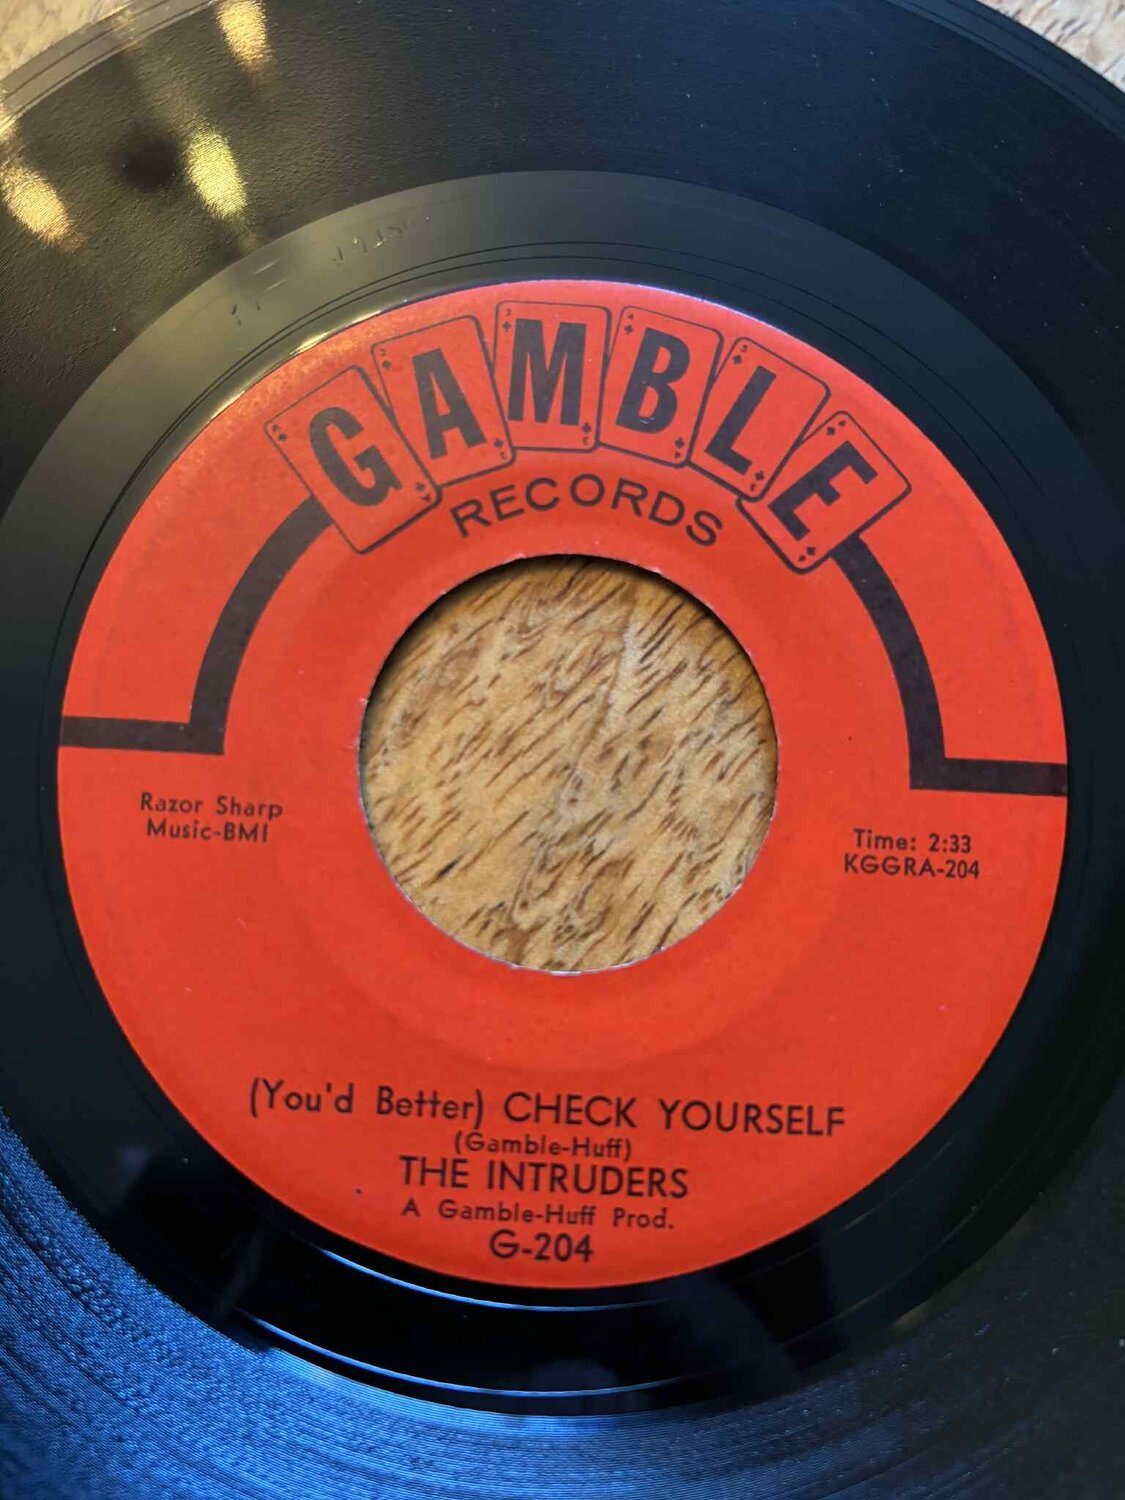 GAMBLE
RECORDS
Razor Sharp
Music-BMI
Time: 2:33
KGGRA-204
(You'd Better) CHECK YOURSELF
(Gamble-Huff)
THE INTRUDERS
A Gamble-Huff Prod.
G-204